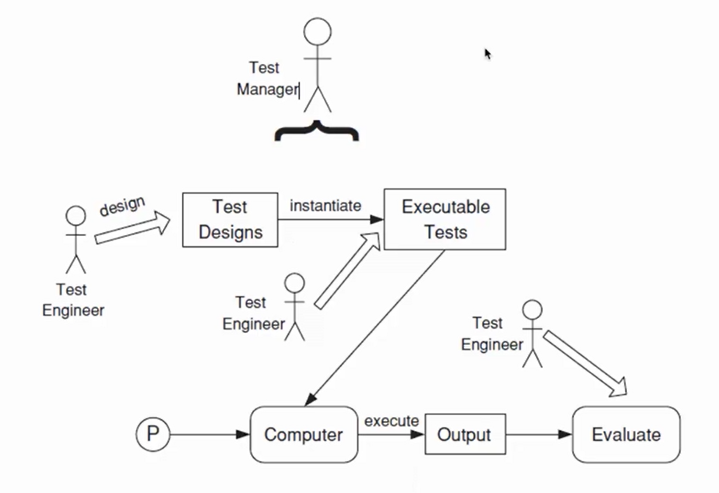 Test
Manager
design
Test
Designs
instantiate
Executable
Tests
Test
Engineer
Test
Engineer
Test
Engineer
P
Computer
execute
Output
Evaluate